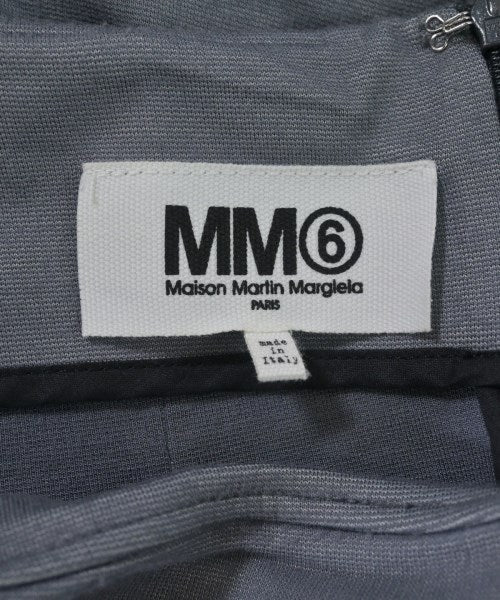 MM⑥
Maison Martin Margiela
PARIS
made
in
Italy